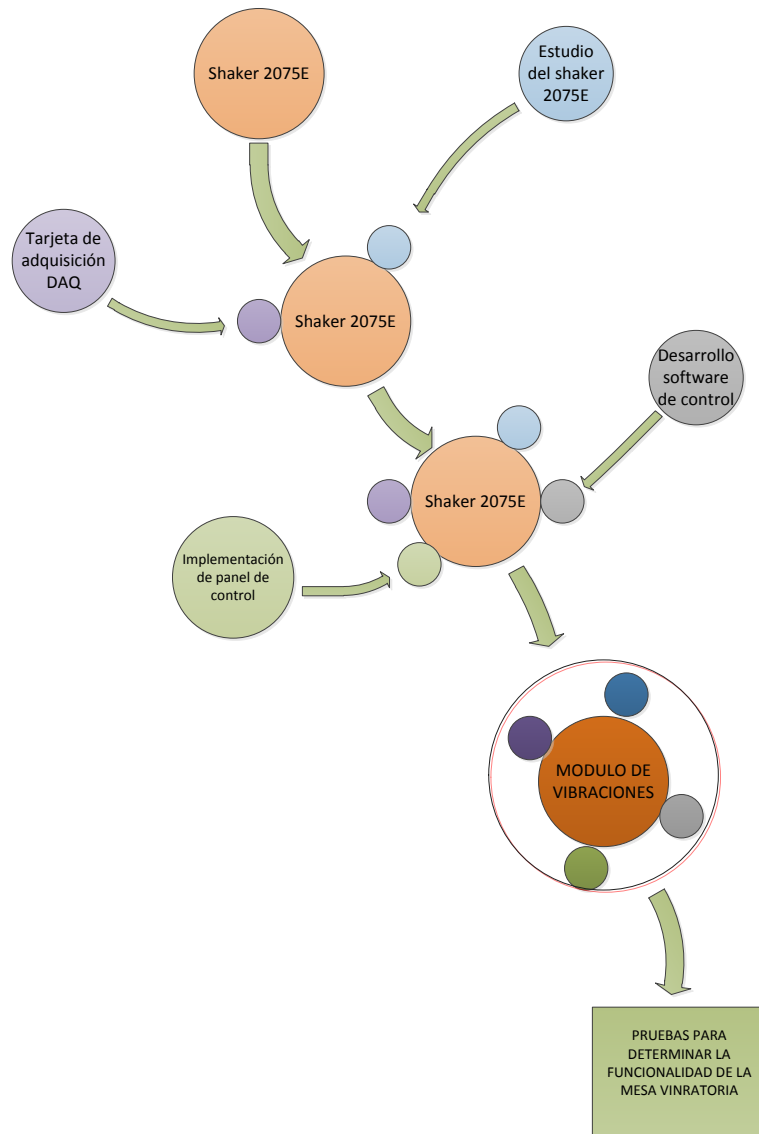 Shaker 2075E
Estudio
del shaker
2075E
Tarjeta de
adquisición
DAQ
Shaker 2075E
Desarrollo
software
de control
Shaker 2075E
Implementación
de panel de
control
MODULO DE
VIBRACIONES
PRUEBAS PARA
DETERMINAR LA
FUNCIONALIDAD DE LA
MESA VINRATORIA